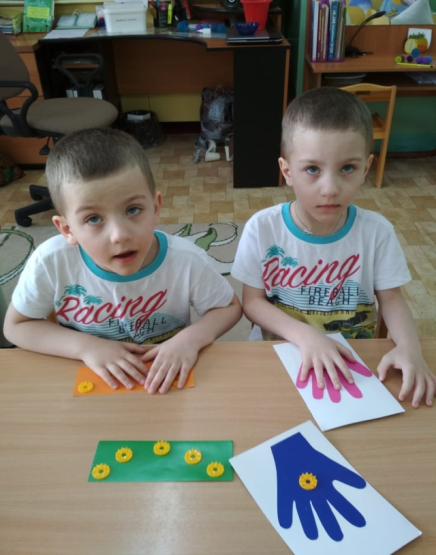 Racing
FIREBALL
BEACH
Racing
FIREBALL
BEACH